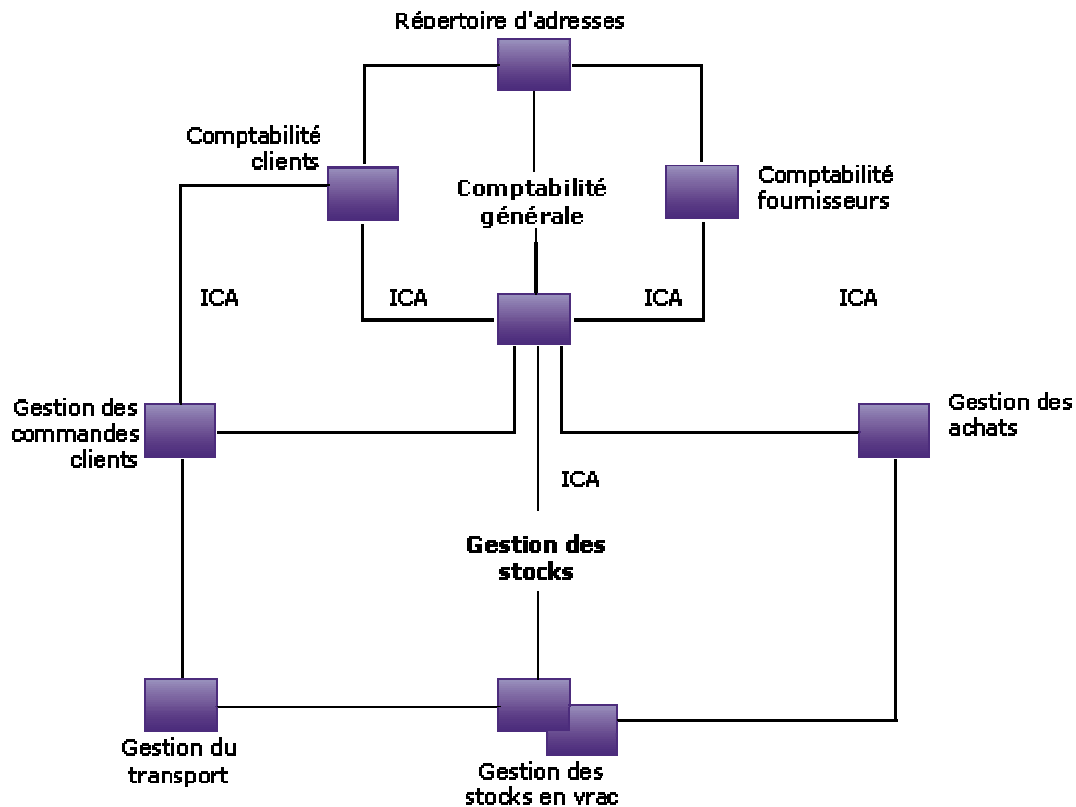 Répertoire d'adresses
Comptabilité
clients
Comptabilité
générale
Comptabilité
fournisseurs
ICA
ICA
ICA
ICA
Gestion des
commandes
clients
Gestion des
achats
ICA
Gestion des
stocks
Gestion du
transport
Gestion des
stocks en vrac